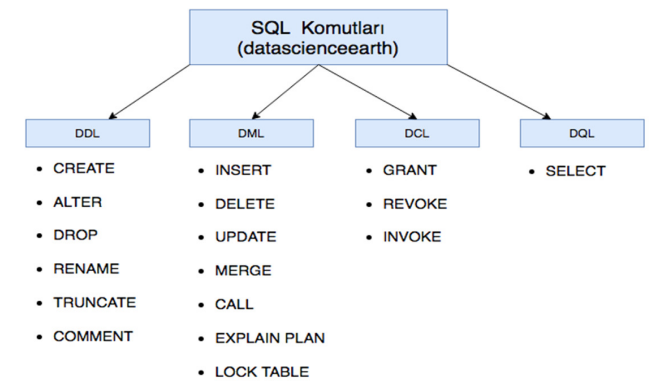 SQL Komutları
(datascienceearth)
DDL
CREATE
ALTER
DROP
RENAME
TRUNCATE
COMMENT
DML
INSERT
DELETE
UPDATE
MERGE
CALL
EXPLAIN PLAN
LOCK TABLE
DCL
GRANT
REVOKE
INVOKE
DQL
SELECT